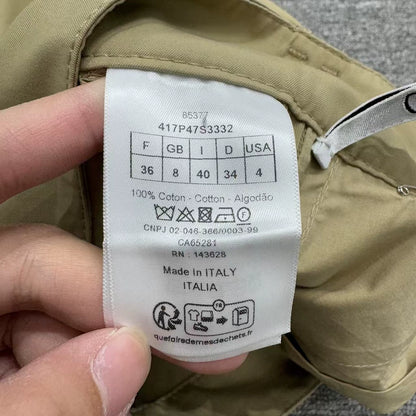 85377
417P47S3332
F GB I D USA
36 8 40 34 4
100% Coton - Cotton - Algodão
CNPJ 02-046-366/0003-99
CA65281
RN : 143628
Made in ITALY
ITALIA
FR
quefairedemesdechets.fr